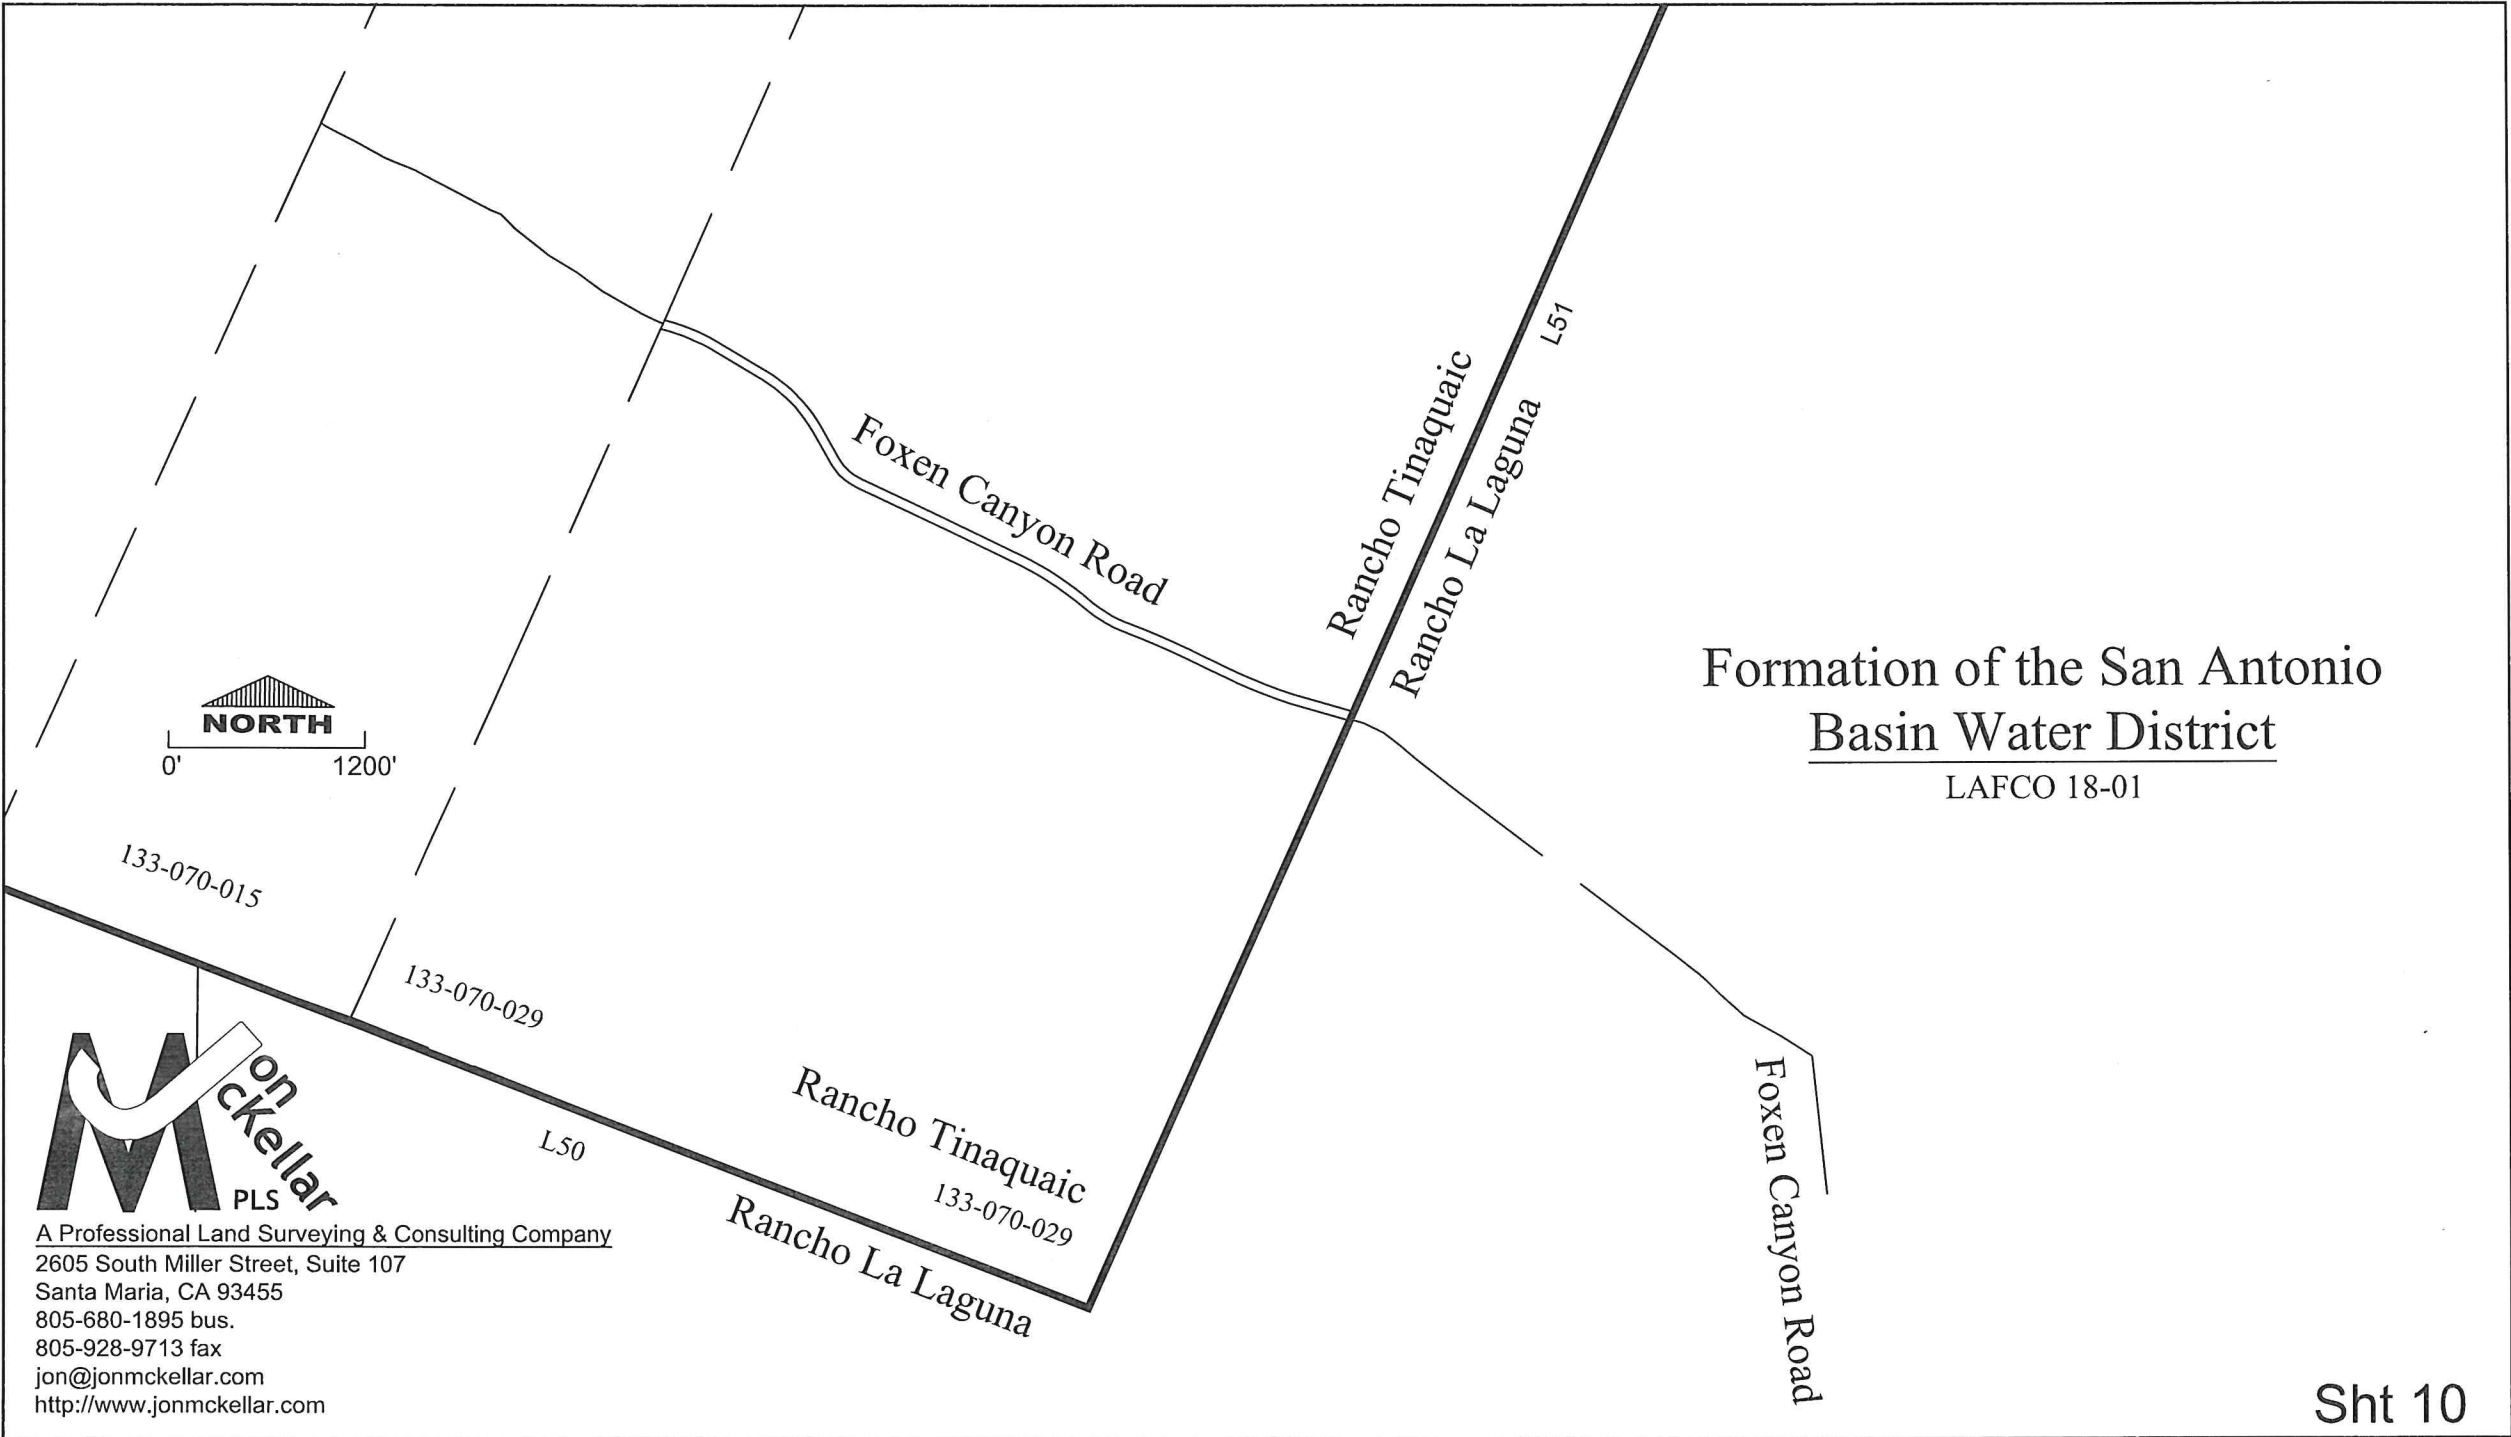 L51
Rancho Tinaquaic
Rancho La Laguna
Foxen Canyon Road
Formation of the San Antonio
Basin Water District
LAFCO 18-01
NORTH
0' 1200'
133-070-015
133-070-029
Rancho Tinaquaic
133-070-029
L50
Rancho La Laguna
Foxen Canyon Road
Jon
McKellar
PLS
A Professional Land Surveying & Consulting Company
2605 South Miller Street, Suite 107
Santa Maria, CA 93455
805-680-1895 bus.
805-928-9713 fax
jon@jonmckellar.com
http://www.jonmckellar.com
Sht 10